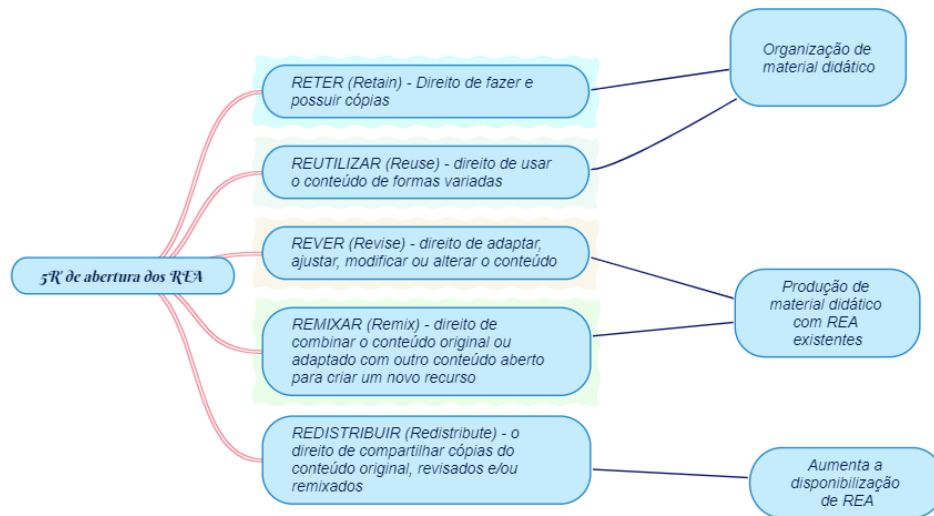 5R de abertura dos REA
RETER (Retain) - Direito de fazer e
possuir cópias
REUTILIZAR (Reuse) - direito de usar
o conteúdo de formas variadas
REVER (Revise) - direito de adaptar,
ajustar, modificar ou alterar o conteúdo
REMIXAR (Remix) - direito de
combinar o conteúdo original ou
adaptado com outro conteúdo aberto
para criar um novo recurso
REDISTRIBUIR (Redistribute) - o
direito de compartilhar cópias do
conteúdo original, revisados e/ou
remixados
Organização de
material didático
Produção de
material didático
com REA
existentes
Aumenta a
disponibilização
de REA